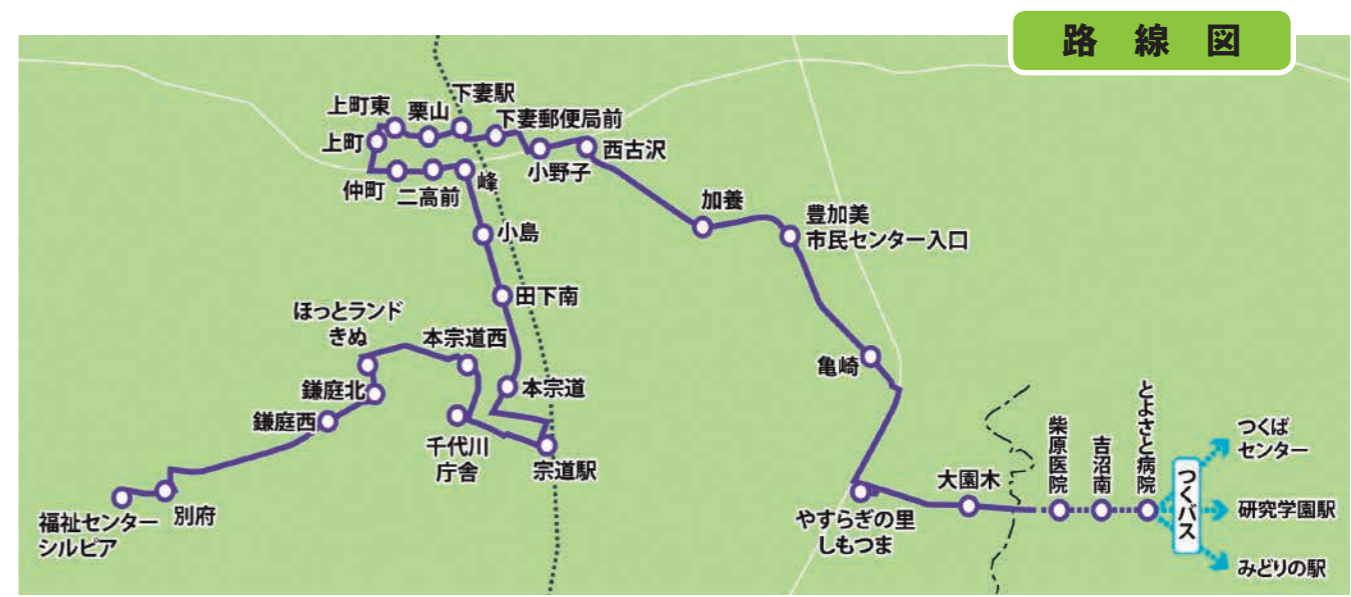 路線図
下妻駅
上町東
栗山
下妻郵便局前
上町
小野子
西古沢
仲町
二高前
峰
加養
豊加美
市民センター入口
小島
田下南
ほっとランド
きぬ
本宗道西
亀崎
鎌庭北
本宗道
鎌庭西
千代川
庁舎
宗道駅
大園木
柴原医院
吉沼南
とよさと病院
つくバス
つくば
センター
研究学園駅
みどりの駅
やすらぎの里
しもつま
福祉センター
シルピア
別府